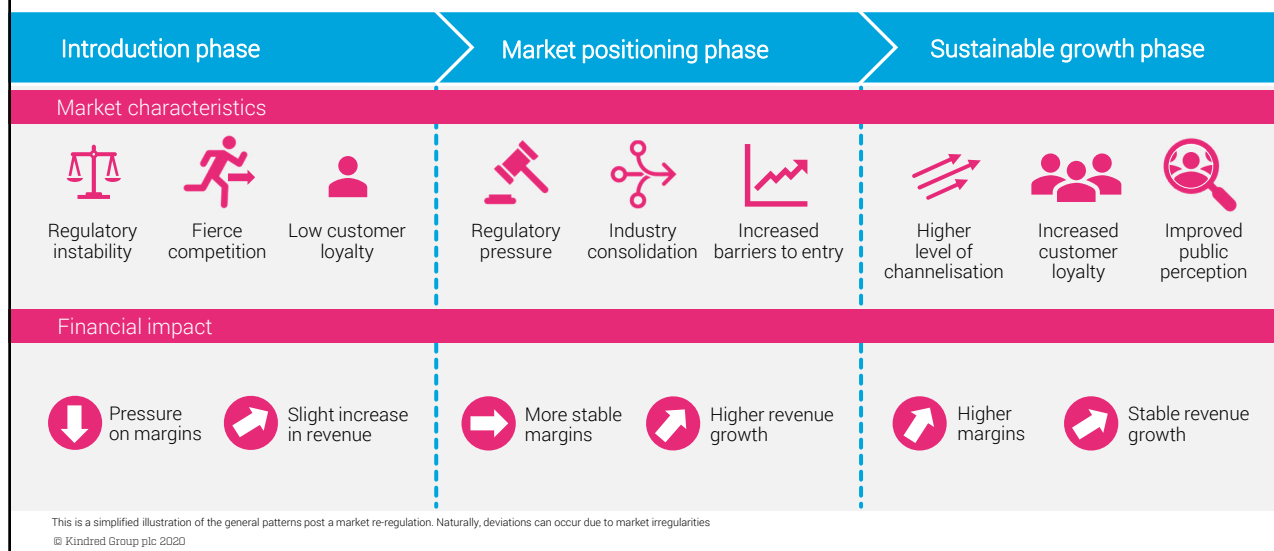 Introduction phase
Market positioning phase
Sustainable growth phase
Market characteristics
Regulatory
instability
Fierce
competition
Low customer
loyalty
Regulatory
pressure
Industry
consolidation
Increased
barriers to entry
Higher
level of
channelisation
Increased
customer
loyalty
Improved
public
perception
Financial impact
Pressure
on margins
Slight increase
in revenue
More stable
margins
Higher revenue
growth
Higher
margins
Stable revenue
growth
This is a simplified illustration of the general patterns post a market re-regulation. Naturally, deviations can occur due to market irregularities
© Kindred Group plc 2020